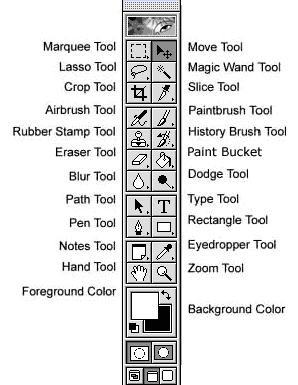 Marquee Tool
Move Tool
Lasso Tool
Magic Wand Tool
Crop Tool
Slice Tool
Airbrush Tool
Paintbrush Tool
Rubber Stamp Tool
History Brush Tool
Eraser Tool
Paint Bucket
Blur Tool
Dodge Tool
Path Tool
Type Tool
T
Pen Tool
Rectangle Tool
Notes Tool
Eyedropper Tool
Hand Tool
Zoom Tool
Foreground Color
Background Color